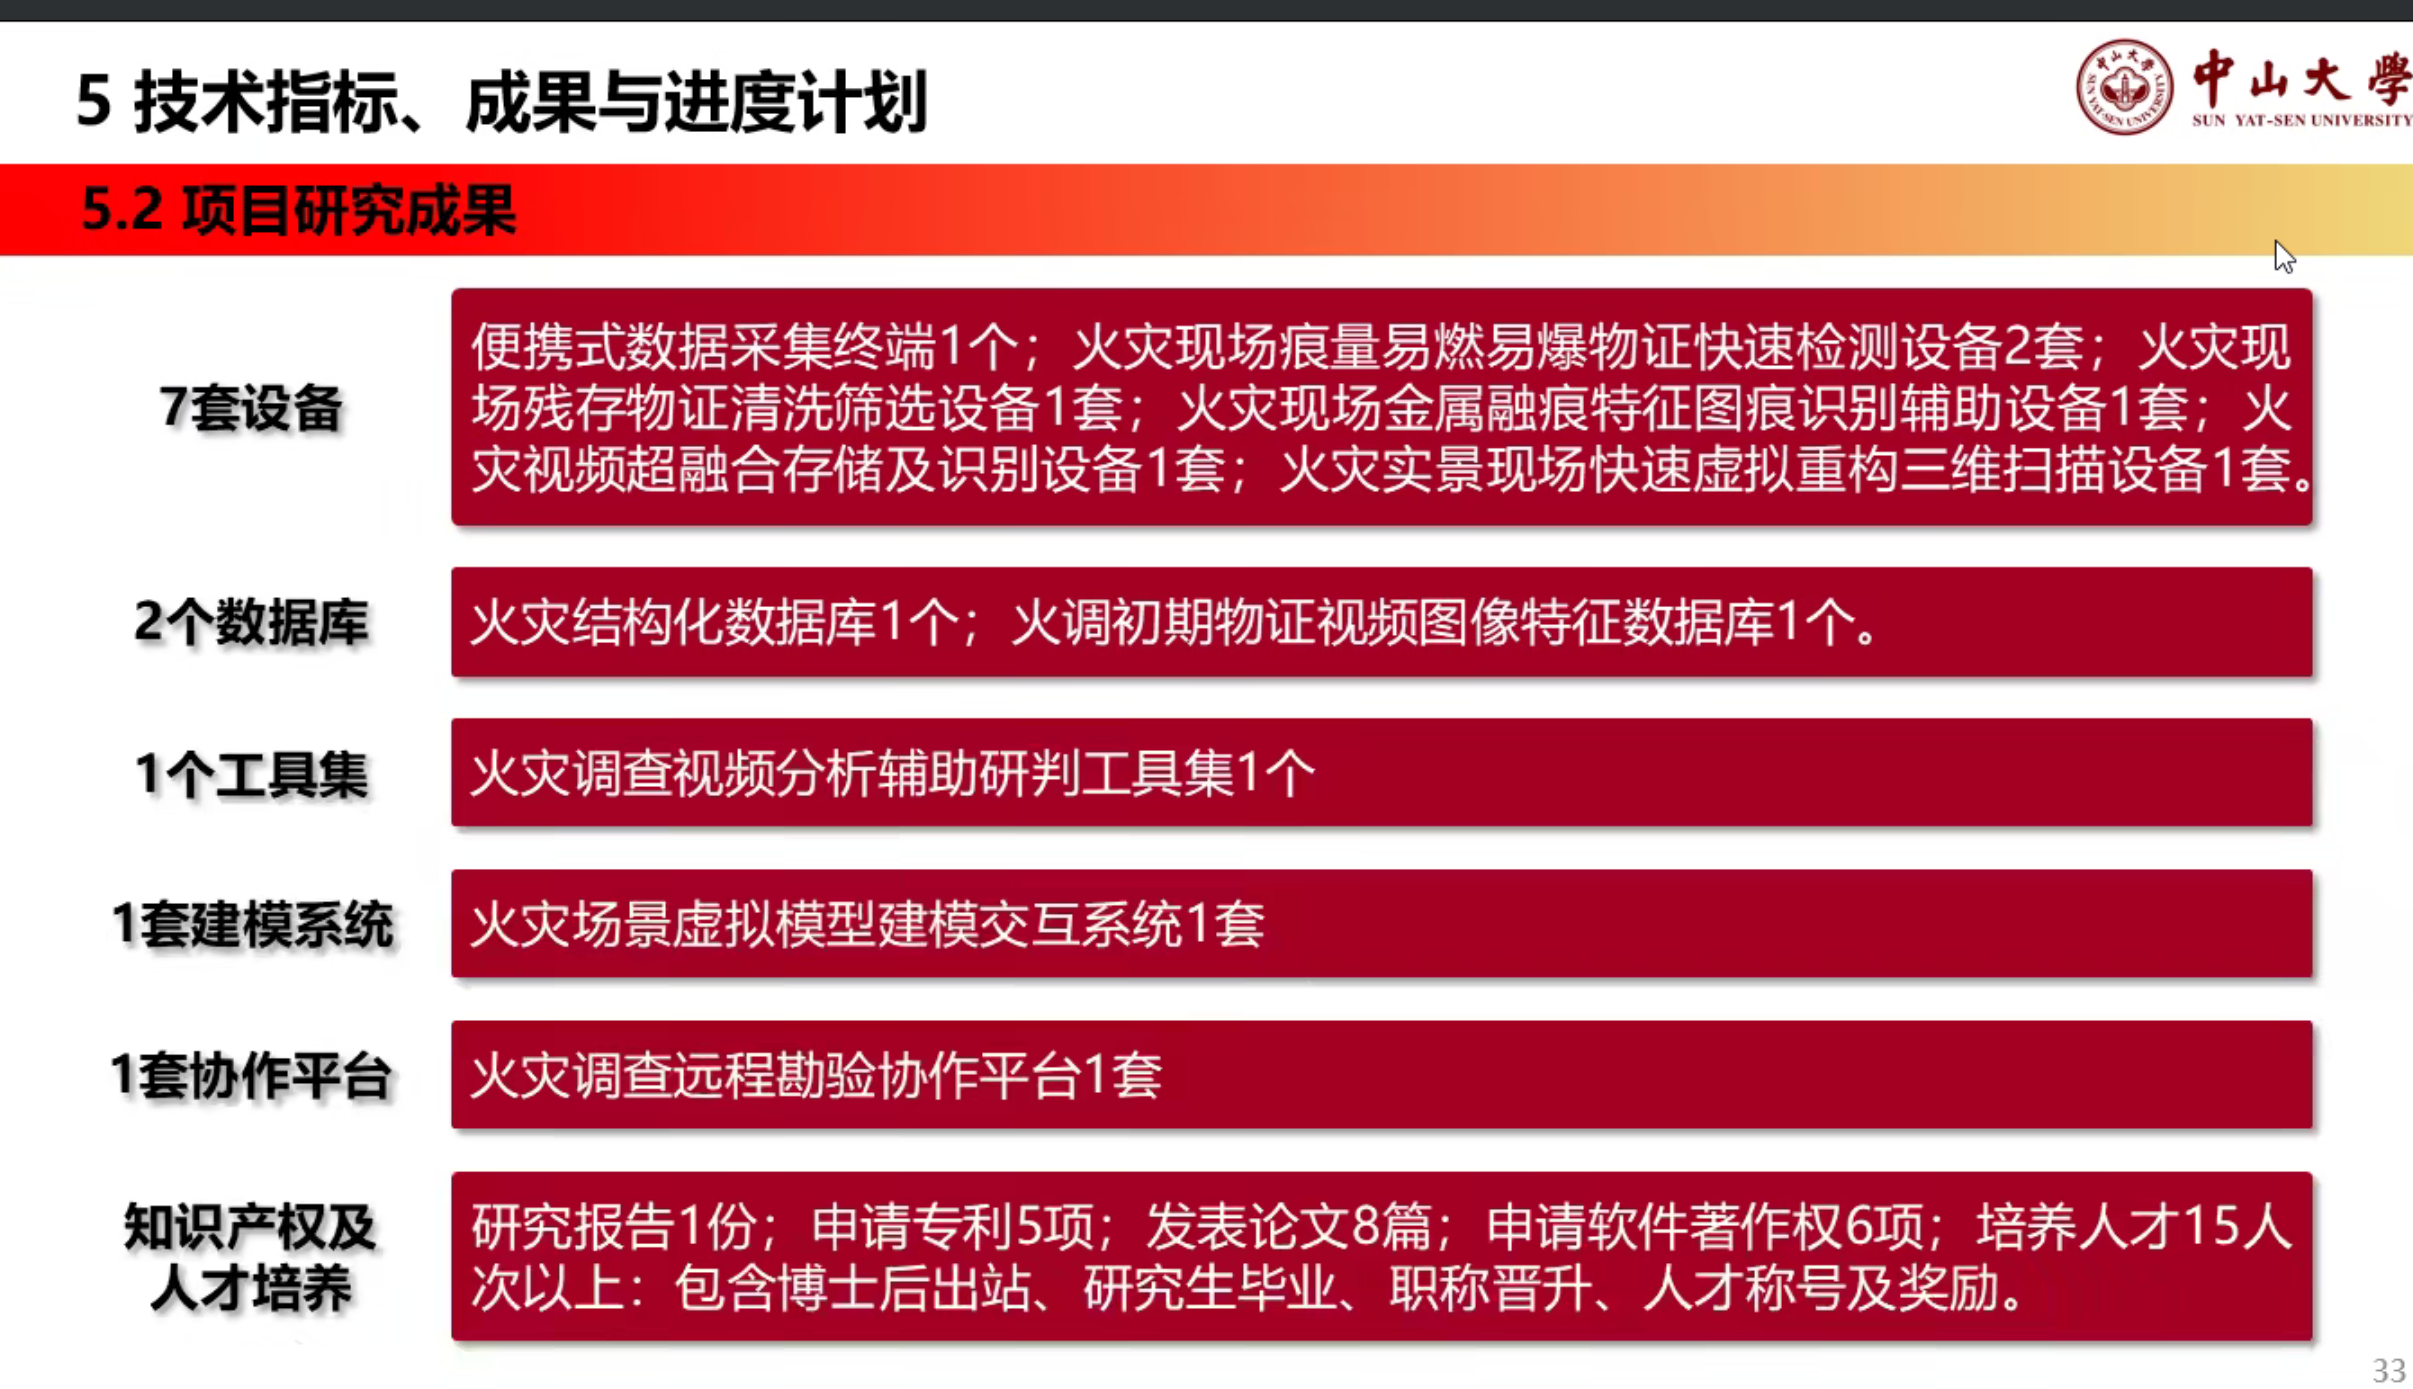 5 技术指标、成果与进度计划
中山大學
SUN YAT-SEN UNIVERSITY
中山大學
SUN YAT-SEN UNIVERSITY
5.2 项目研究成果
7套设备
便携式数据采集终端1个；火灾现场痕量易燃易爆物证快速检测设备2套；火灾现
场残存物证清洗筛选设备1套；火灾现场金属融痕特征图痕识别辅助设备1套；火
灾视频超融合存储及识别设备1套；火灾实景现场快速虚拟重构三维扫描设备1套。
2个数据库
火灾结构化数据库1个；火调初期物证视频图像特征数据库1个。
1个工具集
火灾调查视频分析辅助研判工具集1个
1套建模系统
火灾场景虚拟模型建模交互系统1套
1套协作平台
火灾调查远程勘验协作平台1套
知识产权及
人才培养
研究报告1份；申请专利5项；发表论文8篇；申请软件著作权6项；培养人才15人
次以上：包含博士后出站、研究生毕业、职称晋升、人才称号及奖励。
33